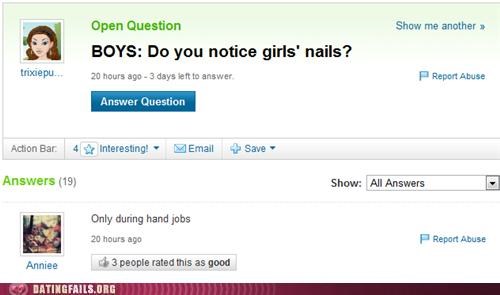 Open Question
Show me another »
BOYS: Do you notice girls' nails?
trixiepu...
20 hours ago - 3 days left to answer.
Report Abuse
Answer Question
Action Bar: 4 Interesting! Email Save
Answers (19)
Show: All Answers
Only during hand jobs
20 hours ago
Report Abuse
Anniee
3 people rated this as good
DATINGFAILS.ORG